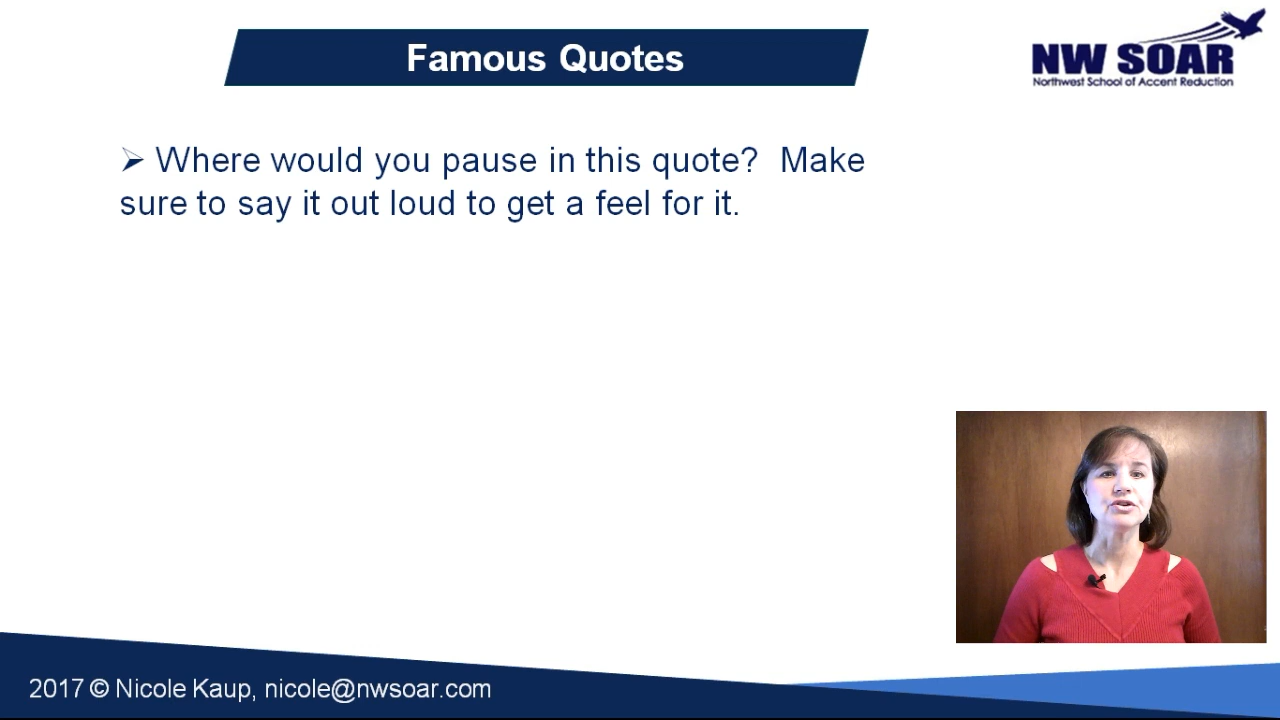 Famous Quotes
NW SOAR
Northwest School of Accent Reduction
➢ Where would you pause in this quote? Make
sure to say it out loud to get a feel for it.
2017 © Nicole Kaup, nicole@nwsoar.com